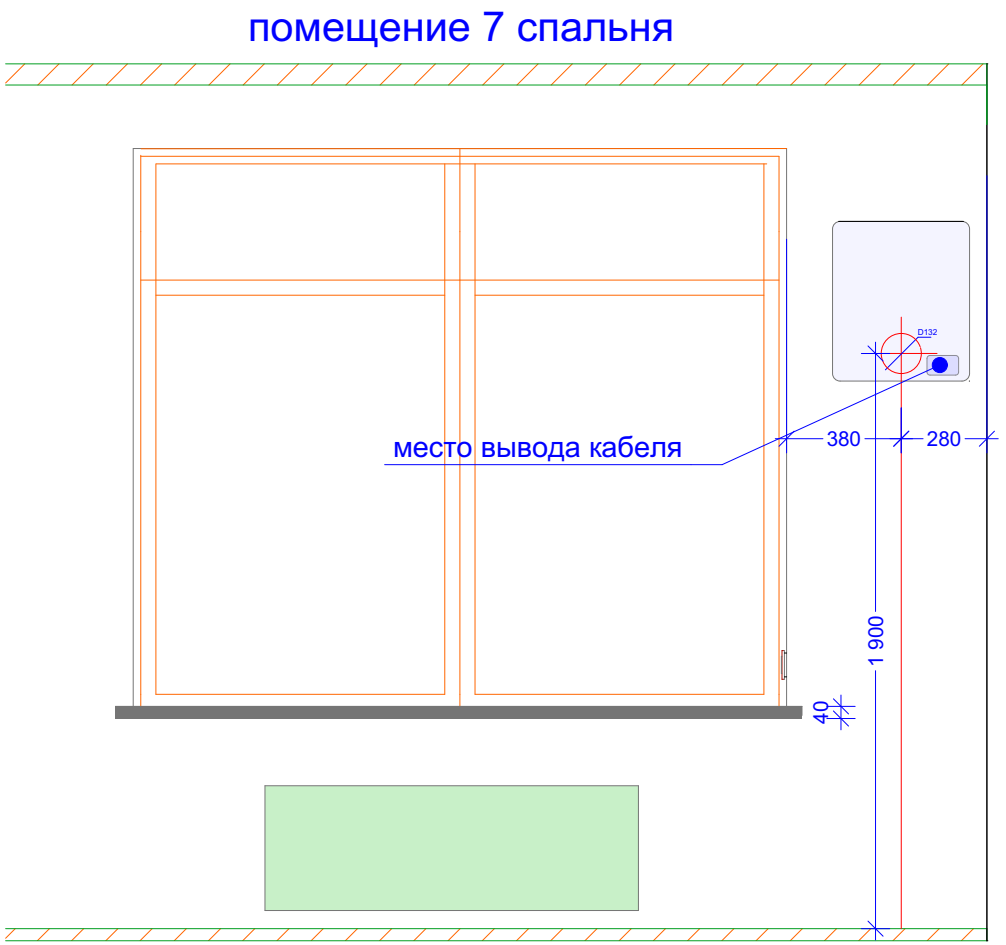 помещение 7 спальня
D132
место вывода кабеля
380
280
1 900
40